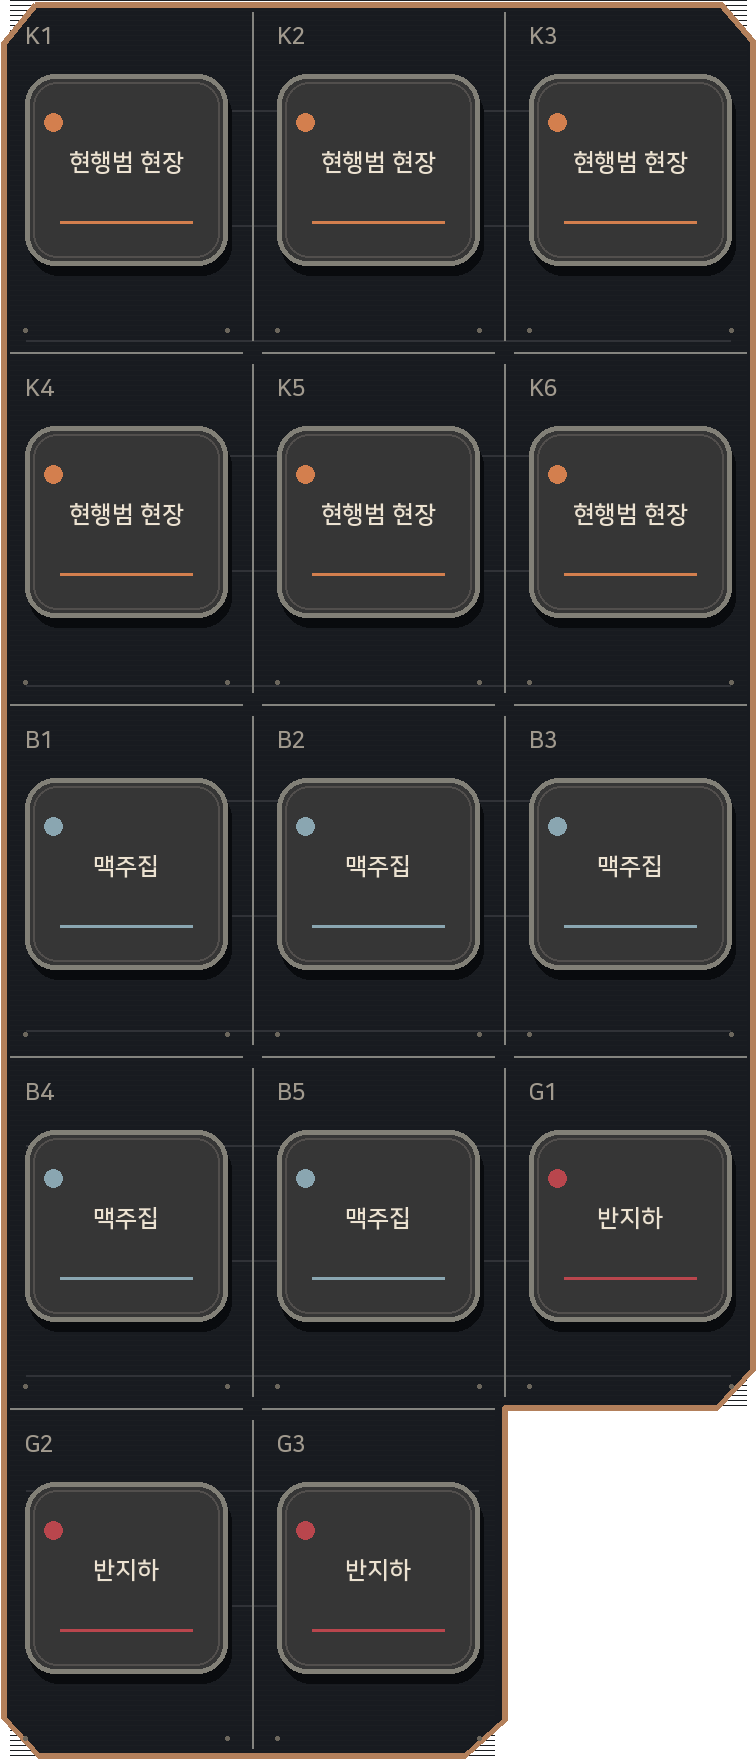 K1
현행범 현장
K2
현행범 현장
K3
현행범 현장
K4
현행범 현장
K5
현행범 현장
K6
현행범 현장
B1
맥주집
B2
맥주집
B3
맥주집
B4
맥주집
B5
맥주집
G1
반지하
G2
반지하
G3
반지하